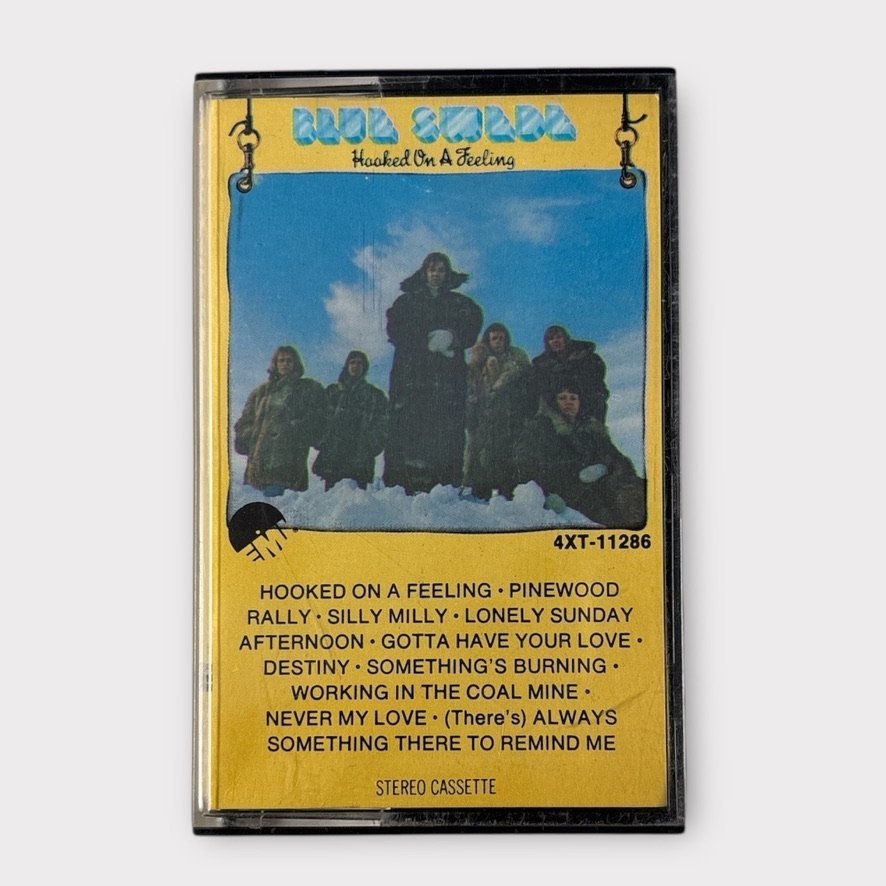 BLUE SWEDE
Hooked On A Feeling
EMI
4XT-11286
HOOKED ON A FEELING • PINEWOOD
RALLY • SILLY MILLY • LONELY SUNDAY
AFTERNOON • GOTTA HAVE YOUR LOVE •
DESTINY • SOMETHING'S BURNING •
WORKING IN THE COAL MINE •
NEVER MY LOVE • (There's) ALWAYS
SOMETHING THERE TO REMIND ME
STEREO CASSETTE